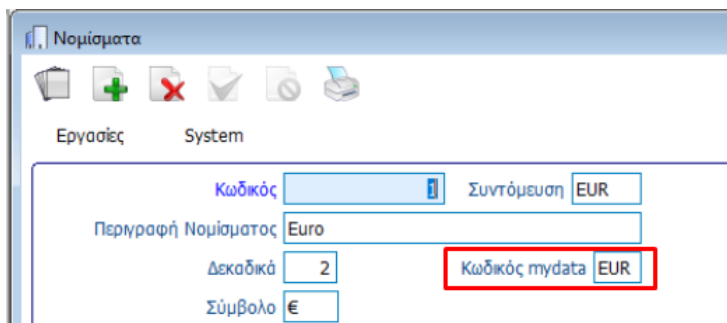 Νομίσματα
Εργασίες System
Κωδικός 1 Συντόμευση EUR
Περιγραφή Νομίσματος Euro
Δεκαδικά 2 Κωδικός mydata EUR
Σύμβολο €